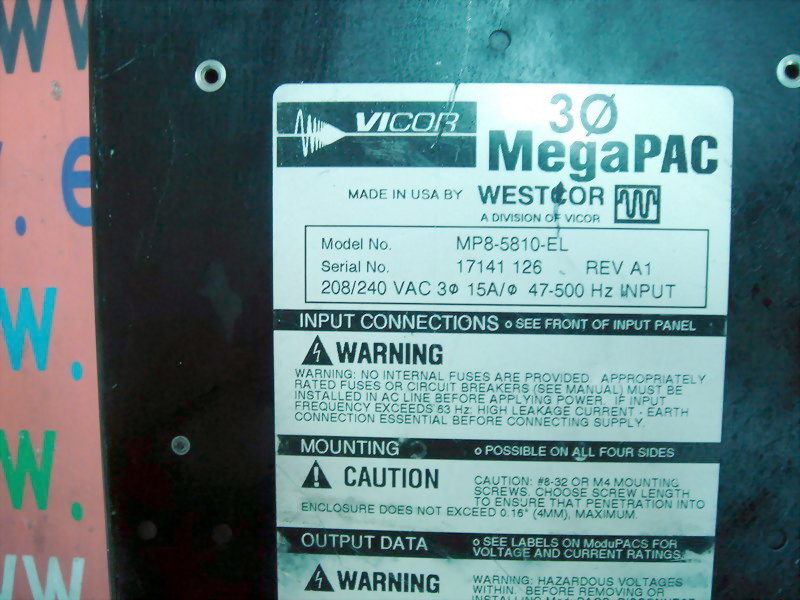 VICOR
3Ø
MegaPAC
MADE IN USA BY WESTCOR
A DIVISION OF VICOR
Model No. MP8-5810-EL
Serial No. 17141 126 REV A1
208/240 VAC 3ø 15A/ø 47-500 Hz INPUT
INPUT CONNECTIONS o SEE FRONT OF INPUT PANEL
WARNING
WARNING: NO INTERNAL FUSES ARE PROVIDED. APPROPRIATELY
RATED FUSES OR CIRCUIT BREAKERS (SEE MANUAL) MUST BE
INSTALLED IN AC LINE BEFORE APPLYING POWER. IF INPUT
FREQUENCY EXCEEDS 63 Hz: HIGH LEAKAGE CURRENT - EARTH
CONNECTION ESSENTIAL BEFORE CONNECTING SUPPLY.
MOUNTING o POSSIBLE ON ALL FOUR SIDES
CAUTION
CAUTION: #8-32 OR M4 MOUNTING
SCREWS. CHOOSE SCREW LENGTH
TO ENSURE THAT PENETRATION INTO
ENCLOSURE DOES NOT EXCEED 0.16" (4MM), MAXIMUM.
OUTPUT DATA o SEE LABELS ON ModuPACS FOR
VOLTAGE AND CURRENT RATINGS.
WARNING
WARNING: HAZARDOUS VOLTAGES
WITHIN. BEFORE REMOVING OR
ww
.e
W.
W.
WW.